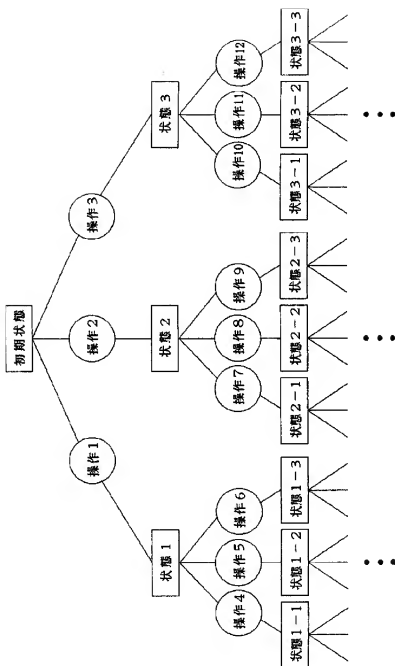 初期状態
操作1
操作2
操作3
状態1
状態2
状態3
操作4
操作5
操作6
操作7
操作8
操作9
操作10
操作11
操作12
状態1-1
状態1-2
状態1-3
状態2-1
状態2-2
状態2-3
状態3-1
状態3-2
状態3-3